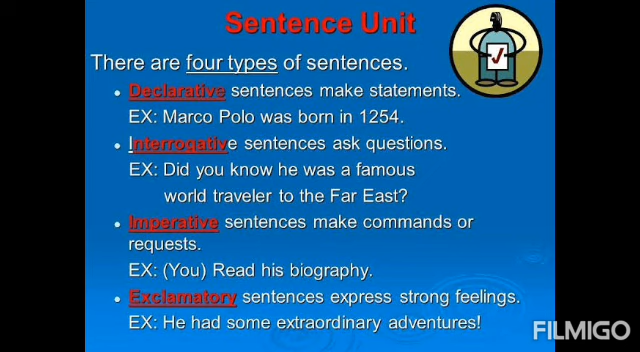 Sentence Unit
There are four types of sentences.
• Declarative sentences make statements.
EX: Marco Polo was born in 1254.
• Interrogative sentences ask questions.
EX: Did you know he was a famous
world traveler to the Far East?
• Imperative sentences make commands or
requests.
EX: (You) Read his biography.
• Exclamatory sentences express strong feelings.
EX: He had some extraordinary adventures!
FILMIGO